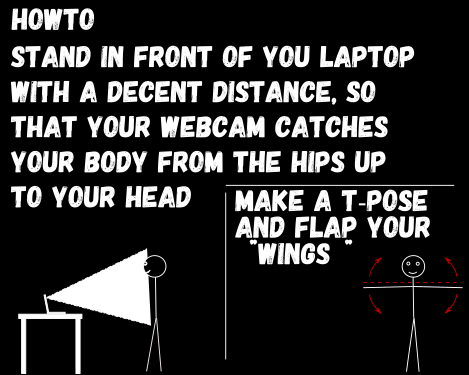 HOWTO
STAND IN FRONT OF YOU LAPTOP
WITH A DECENT DISTANCE, SO
THAT YOUR WEBCAM CATCHES
YOUR BODY FROM THE HIPS UP
TO YOUR HEAD
MAKE A T-POSE
AND FLAP YOUR
"WINGS "